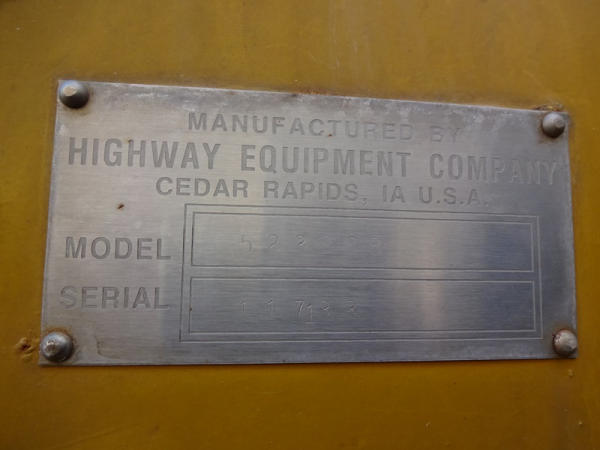 MANUFACTURED BY
HIGHWAY EQUIPMENT COMPANY
CEDAR RAPIDS, IA U.S.A.
MODEL
SERIAL